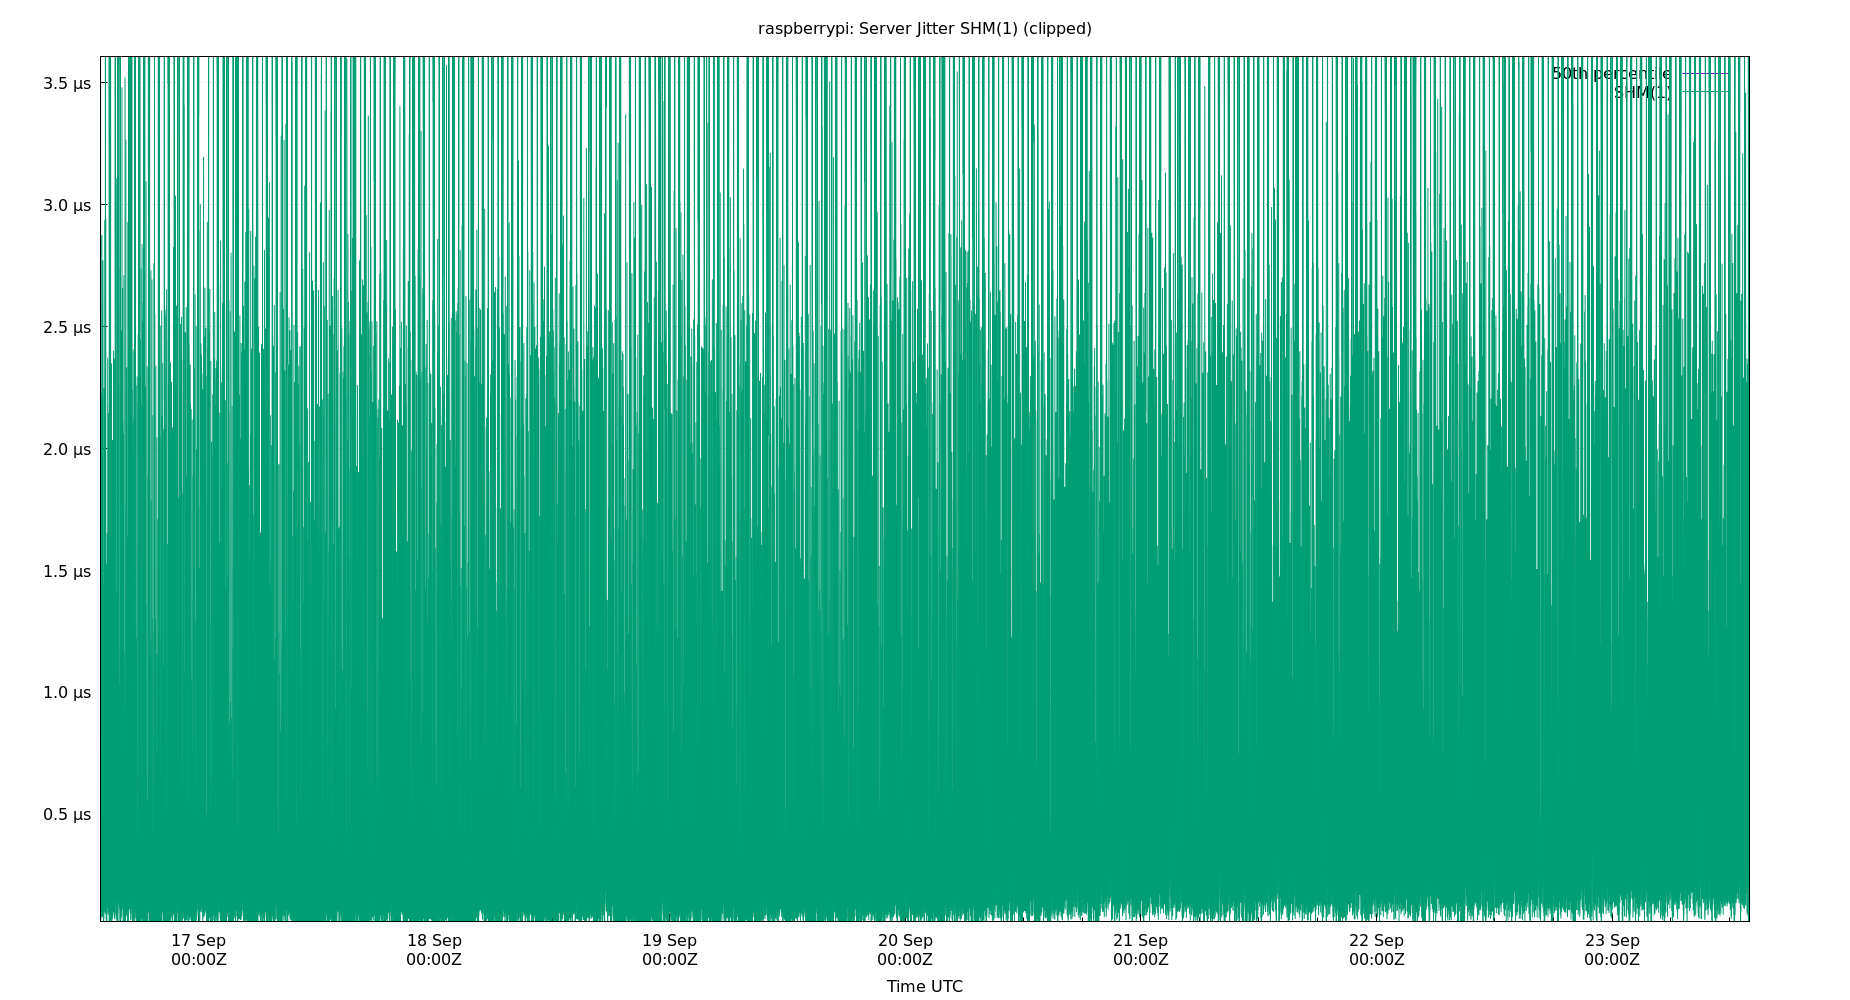 raspberrypi: Server Jitter SHM(1) (clipped)
50th percentile
SHM(1)
3.5 µs
3.0 µs
2.5 µs
2.0 µs
1.5 µs
1.0 µs
0.5 µs
17 Sep 18 Sep 19 Sep 20 Sep 21 Sep 22 Sep 23 Sep
00:00Z 00:00Z 00:00Z 00:00Z 00:00Z 00:00Z 00:00Z
Time UTC